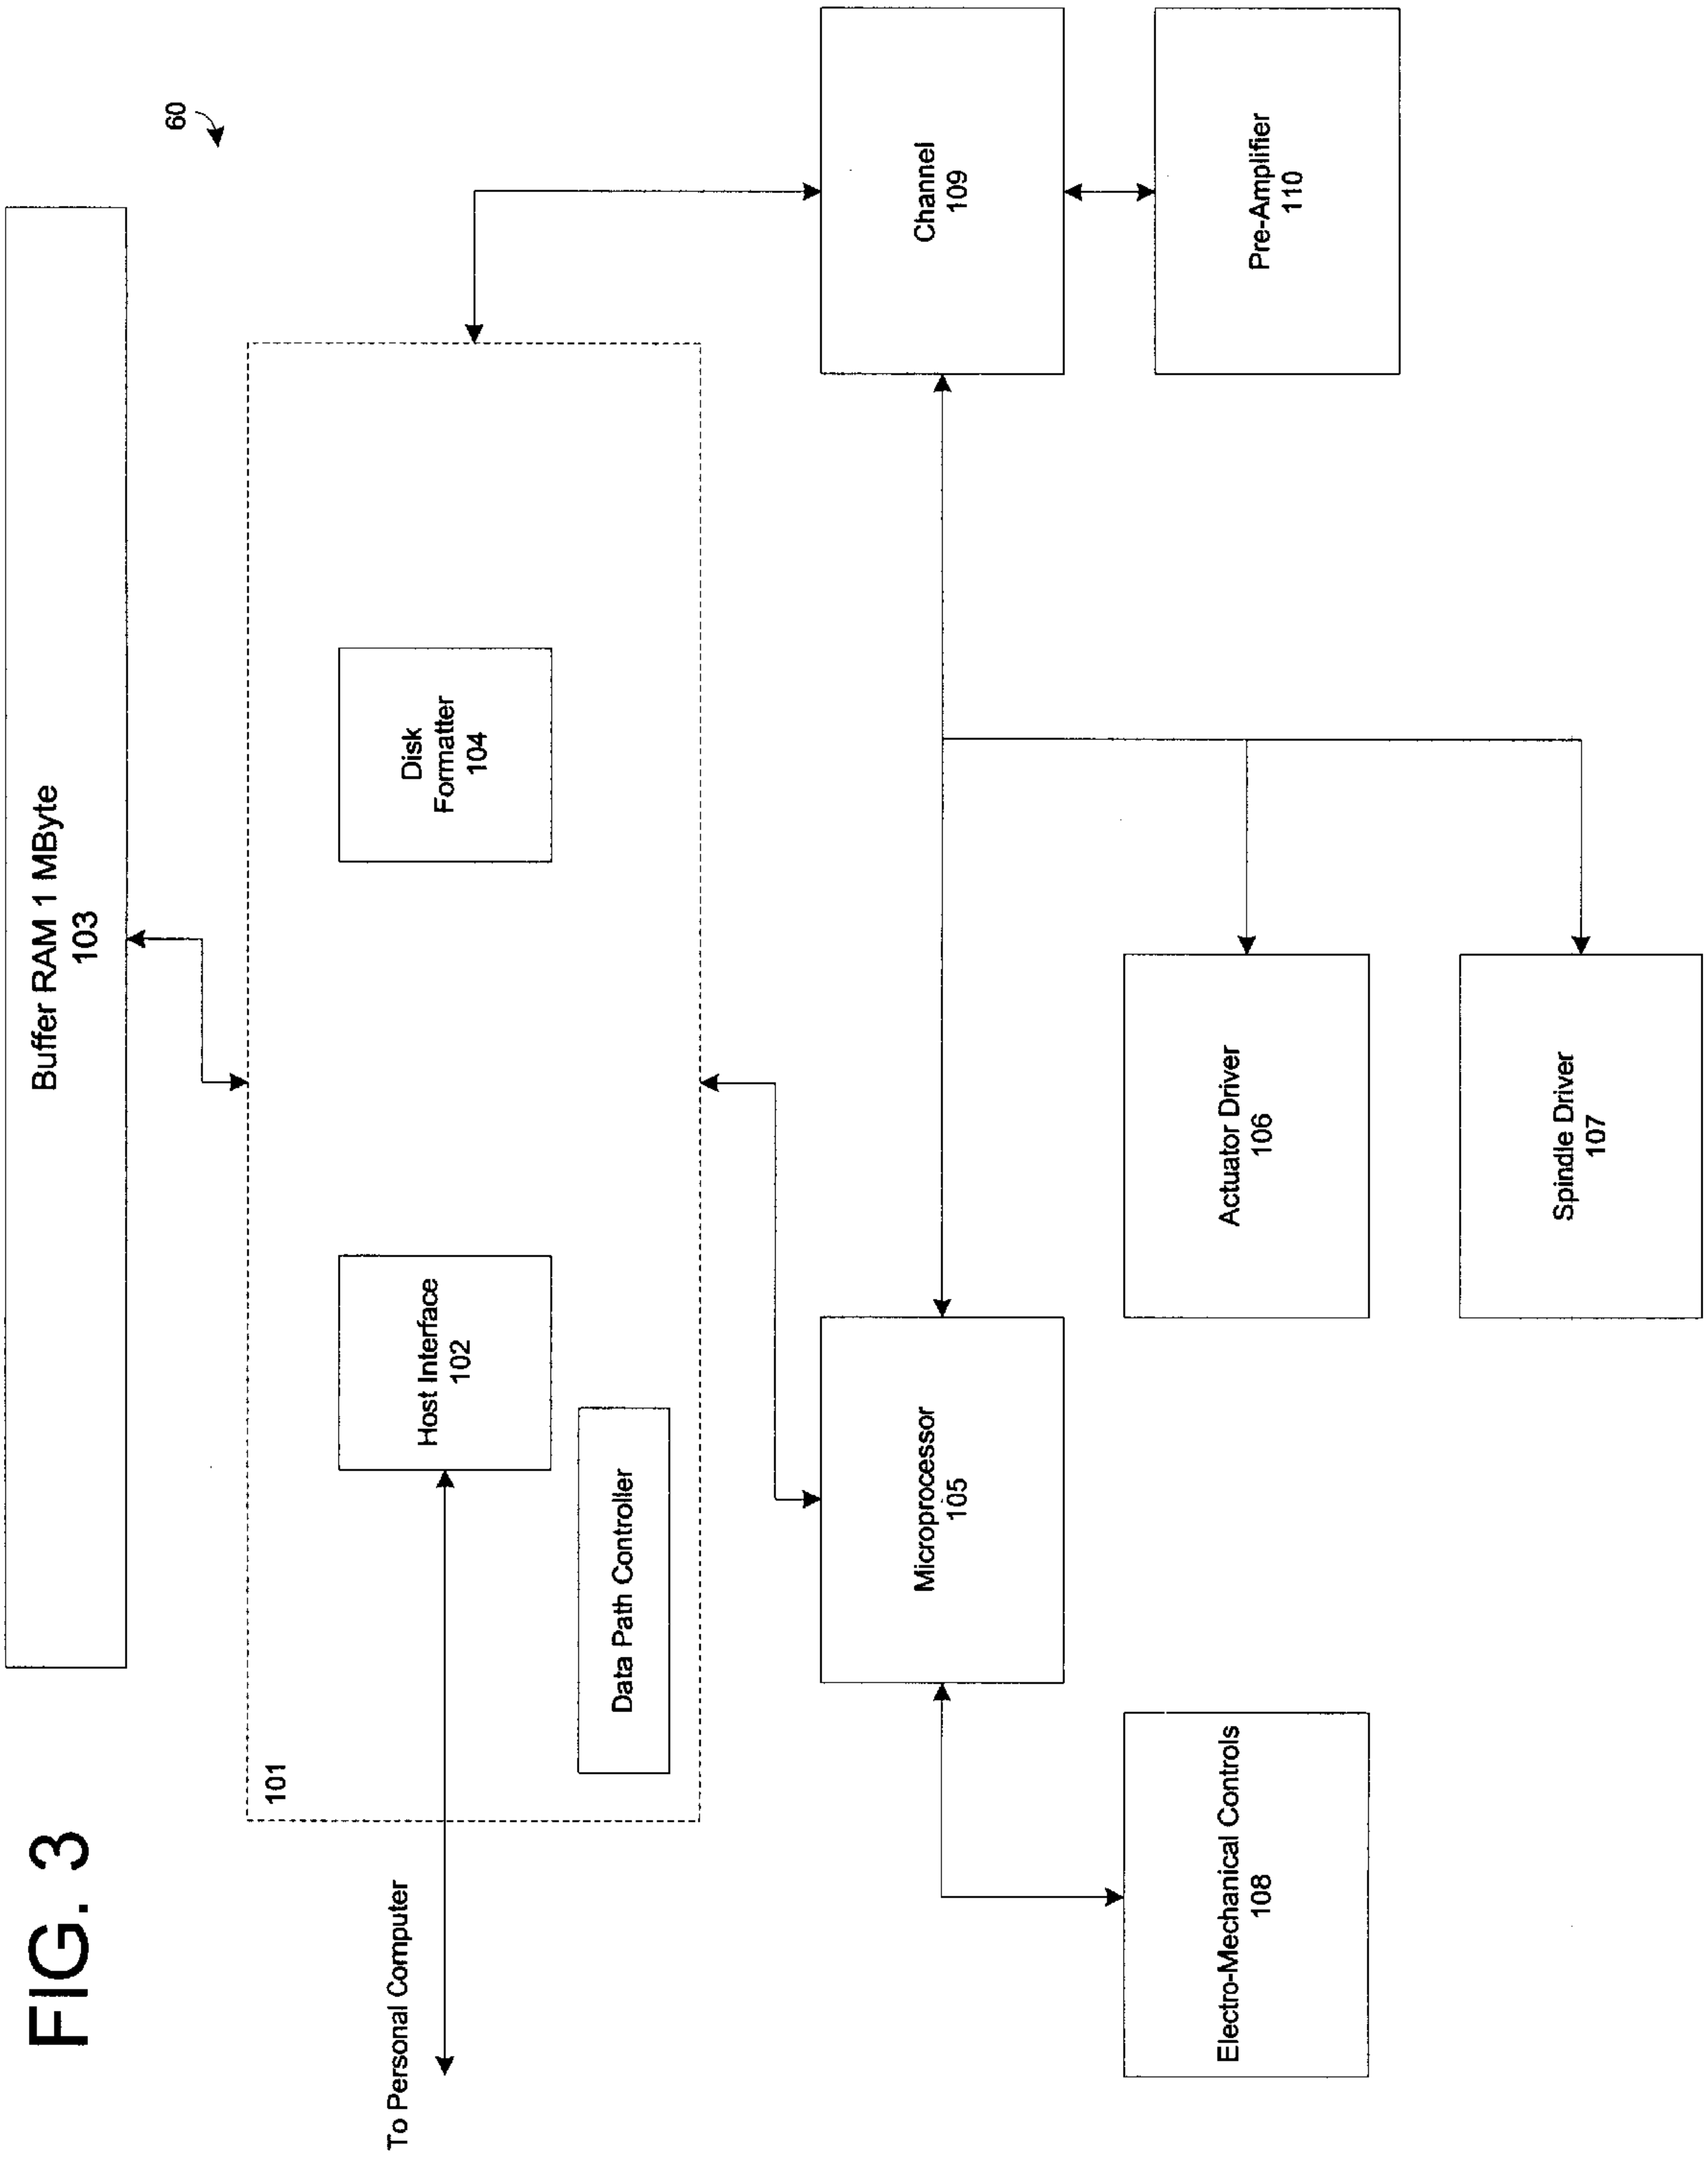 FIG. 3
60
Buffer RAM 1 MByte
103
101
To Personal Computer
Host Interface
102
Disk
Formatter
104
Data Path Controller
Microprocessor
105
Channel
109
Electro-Mechanical Controls
108
Actuator Driver
106
Pre-Amplifier
110
Spindle Driver
107